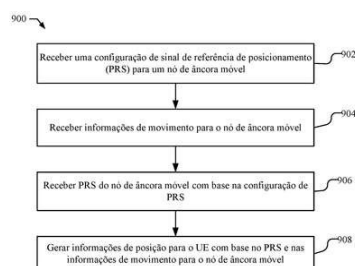 900
Receber uma configuração de sinal de referência de posicionamento
(PRS) para um nó de âncora móvel
902
Receber informações de movimento para o nó de âncora móvel
904
Receber PRS do nó de âncora móvel com base na configuração de
PRS
906
Gerar informações de posição para o UE com base no PRS e nas
informações de movimento para o nó de âncora móvel
908